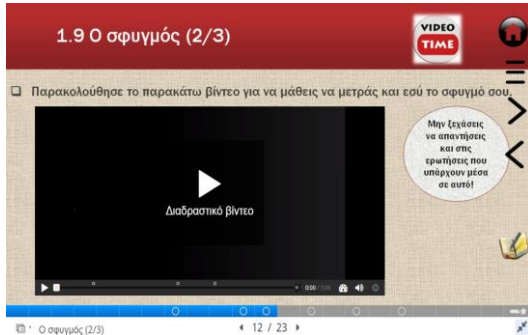 1.9 Ο σφυγμός (2/3)
VIDEO
TIME
Παρακολούθησε το παρακάτω βίντεο για να μάθεις να μετράς και εσύ το σφυγμό σου.
Μην ξεχάσεις
να απαντήσεις
και στις
ερωτήσεις που
υπάρχουν μέσα
σε αυτό!
Διαδραστικό βίντεο
0:00
Ο σφυγμός (2/3)
12 / 23